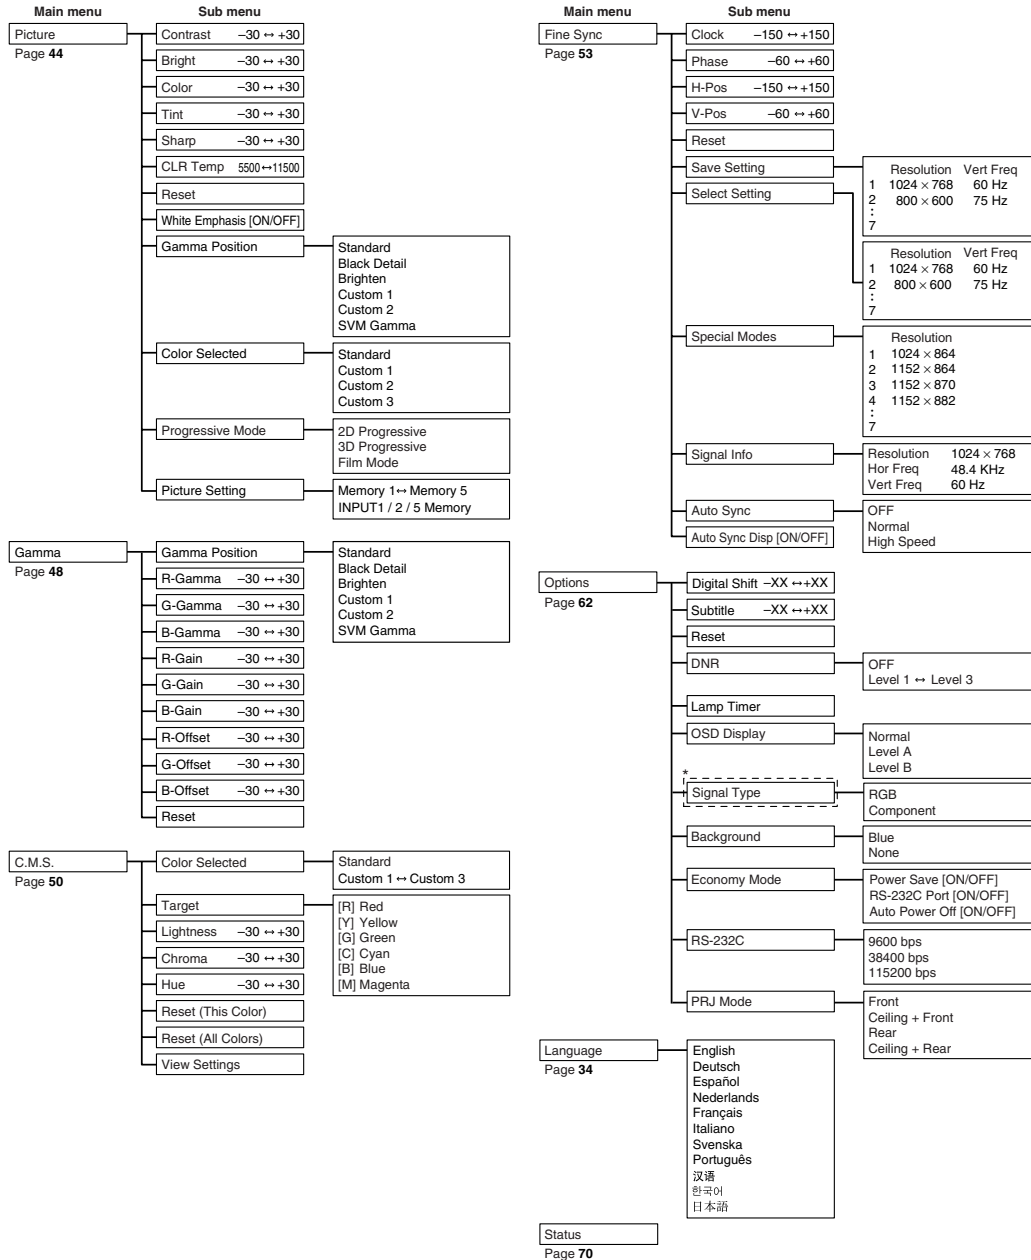 Main menu Sub menu
Picture
Page 44
Contrast –30 ↔ +30
Bright –30 ↔ +30
Color –30 ↔ +30
Tint –30 ↔ +30
Sharp –30 ↔ +30
CLR Temp 5500↔11500
Reset
White Emphasis [ON/OFF]
Gamma Position
Standard
Black Detail
Brighten
Custom 1
Custom 2
SVM Gamma
Color Selected
Standard
Custom 1
Custom 2
Custom 3
Progressive Mode
2D Progressive
3D Progressive
Film Mode
Picture Setting
Memory 1↔ Memory 5
INPUT1 / 2 / 5 Memory
Gamma
Page 48
Gamma Position
Standard
Black Detail
Brighten
Custom 1
Custom 2
SVM Gamma
R-Gamma –30 ↔ +30
G-Gamma –30 ↔ +30
B-Gamma –30 ↔ +30
R-Gain –30 ↔ +30
G-Gain –30 ↔ +30
B-Gain –30 ↔ +30
R-Offset –30 ↔ +30
G-Offset –30 ↔ +30
B-Offset –30 ↔ +30
Reset
C.M.S.
Page 50
Color Selected
Standard
Custom 1 ↔ Custom 3
Target
[R] Red
[Y] Yellow
[G] Green
[C] Cyan
[B] Blue
[M] Magenta
Lightness –30 ↔ +30
Chroma –30 ↔ +30
Hue –30 ↔ +30
Reset (This Color)
Reset (All Colors)
View Settings
Main menu Sub menu
Fine Sync
Page 53
Clock –150 ↔ +150
Phase –60 ↔ +60
H-Pos –150 ↔ +150
V-Pos –60 ↔ +60
Reset
Save Setting
Resolution Vert Freq
1 1024 × 768 60 Hz
2 800 × 600 75 Hz
:
7
Select Setting
Resolution Vert Freq
1 1024 × 768 60 Hz
2 800 × 600 75 Hz
:
7
Special Modes
Resolution
1 1024 × 864
2 1152 × 864
3 1152 × 870
4 1152 × 882
:
7
Signal Info
Resolution 1024 × 768
Hor Freq 48.4 KHz
Vert Freq 60 Hz
Auto Sync
OFF
Normal
High Speed
Auto Sync Disp [ON/OFF]
Options
Page 62
Digital Shift –XX ↔+XX
Subtitle –XX ↔+XX
Reset
DNR
OFF
Level 1 ↔ Level 3
Lamp Timer
OSD Display
Normal
Level A
Level B
*
Signal Type
RGB
Component
Background
Blue
None
Economy Mode
Power Save [ON/OFF]
RS-232C Port [ON/OFF]
Auto Power Off [ON/OFF]
RS-232C
9600 bps
38400 bps
115200 bps
PRJ Mode
Front
Ceiling + Front
Rear
Ceiling + Rear
Language
Page 34
English
Deutsch
Español
Nederlands
Français
Italiano
Svenska
Português
汉语
한국어
日本語
Status
Page 70